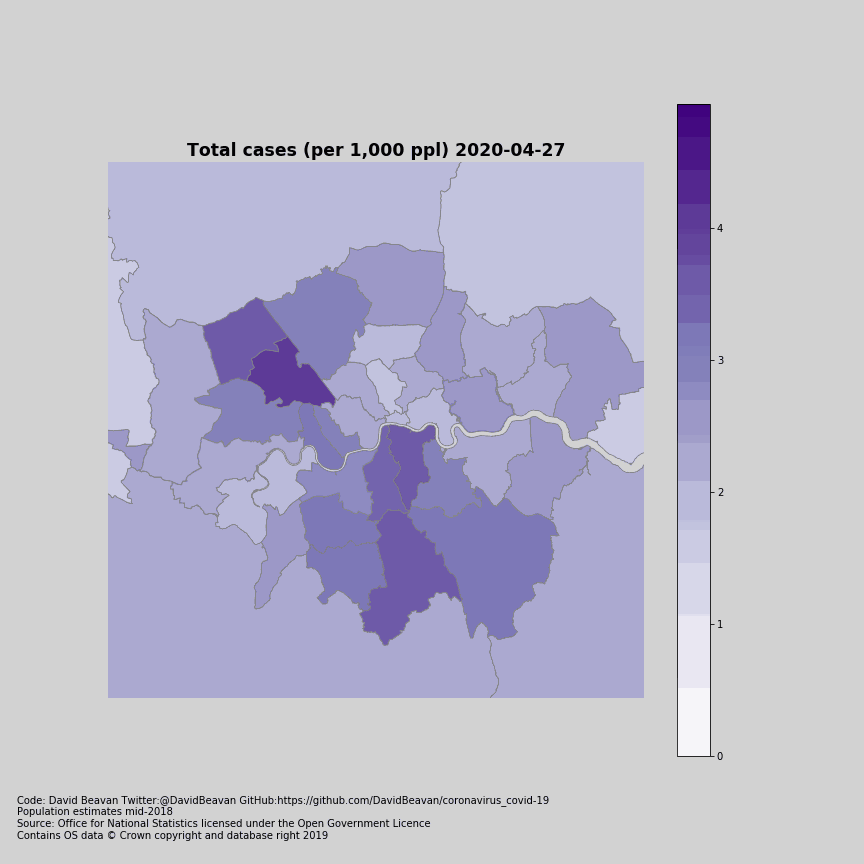 Total cases (per 1,000 ppl) 2020-04-27
4
3
2
1
0
Code: David Beavan Twitter:@DavidBeavan GitHub:https://github.com/DavidBeavan/coronavirus_covid-19
Population estimates mid-2018
Source: Office for National Statistics licensed under the Open Government Licence
Contains OS data © Crown copyright and database right 2019